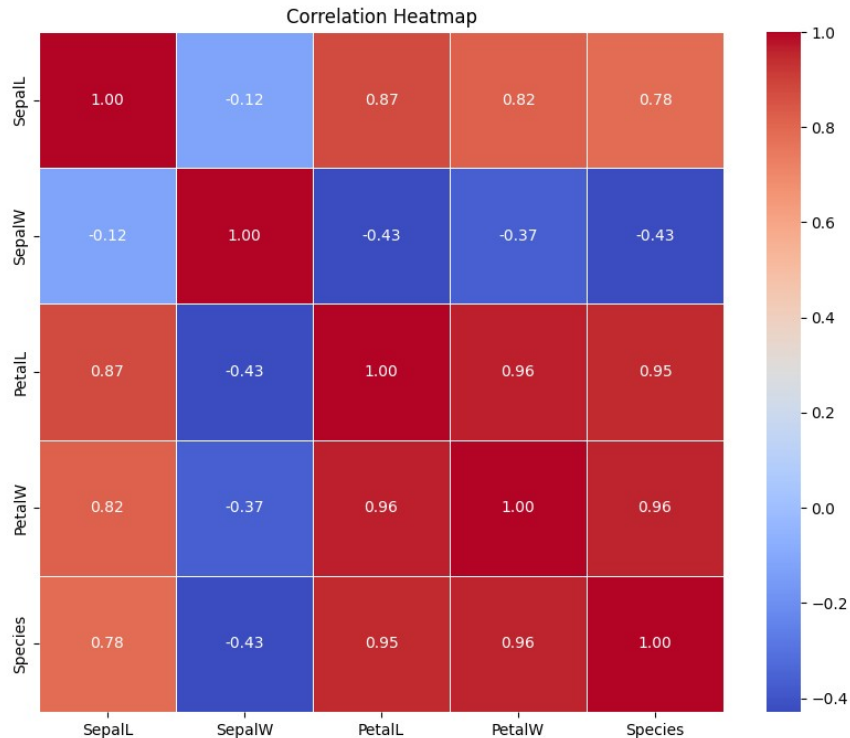 Correlation Heatmap
SepalL 1.00 -0.12 0.87 0.82 0.78
SepalW -0.12 1.00 -0.43 -0.37 -0.43
PetalL 0.87 -0.43 1.00 0.96 0.95
PetalW 0.82 -0.37 0.96 1.00 0.96
Species 0.78 -0.43 0.95 0.96 1.00
SepalL SepalW PetalL PetalW Species
1.0
0.8
0.6
0.4
0.2
0.0
−0.2
−0.4